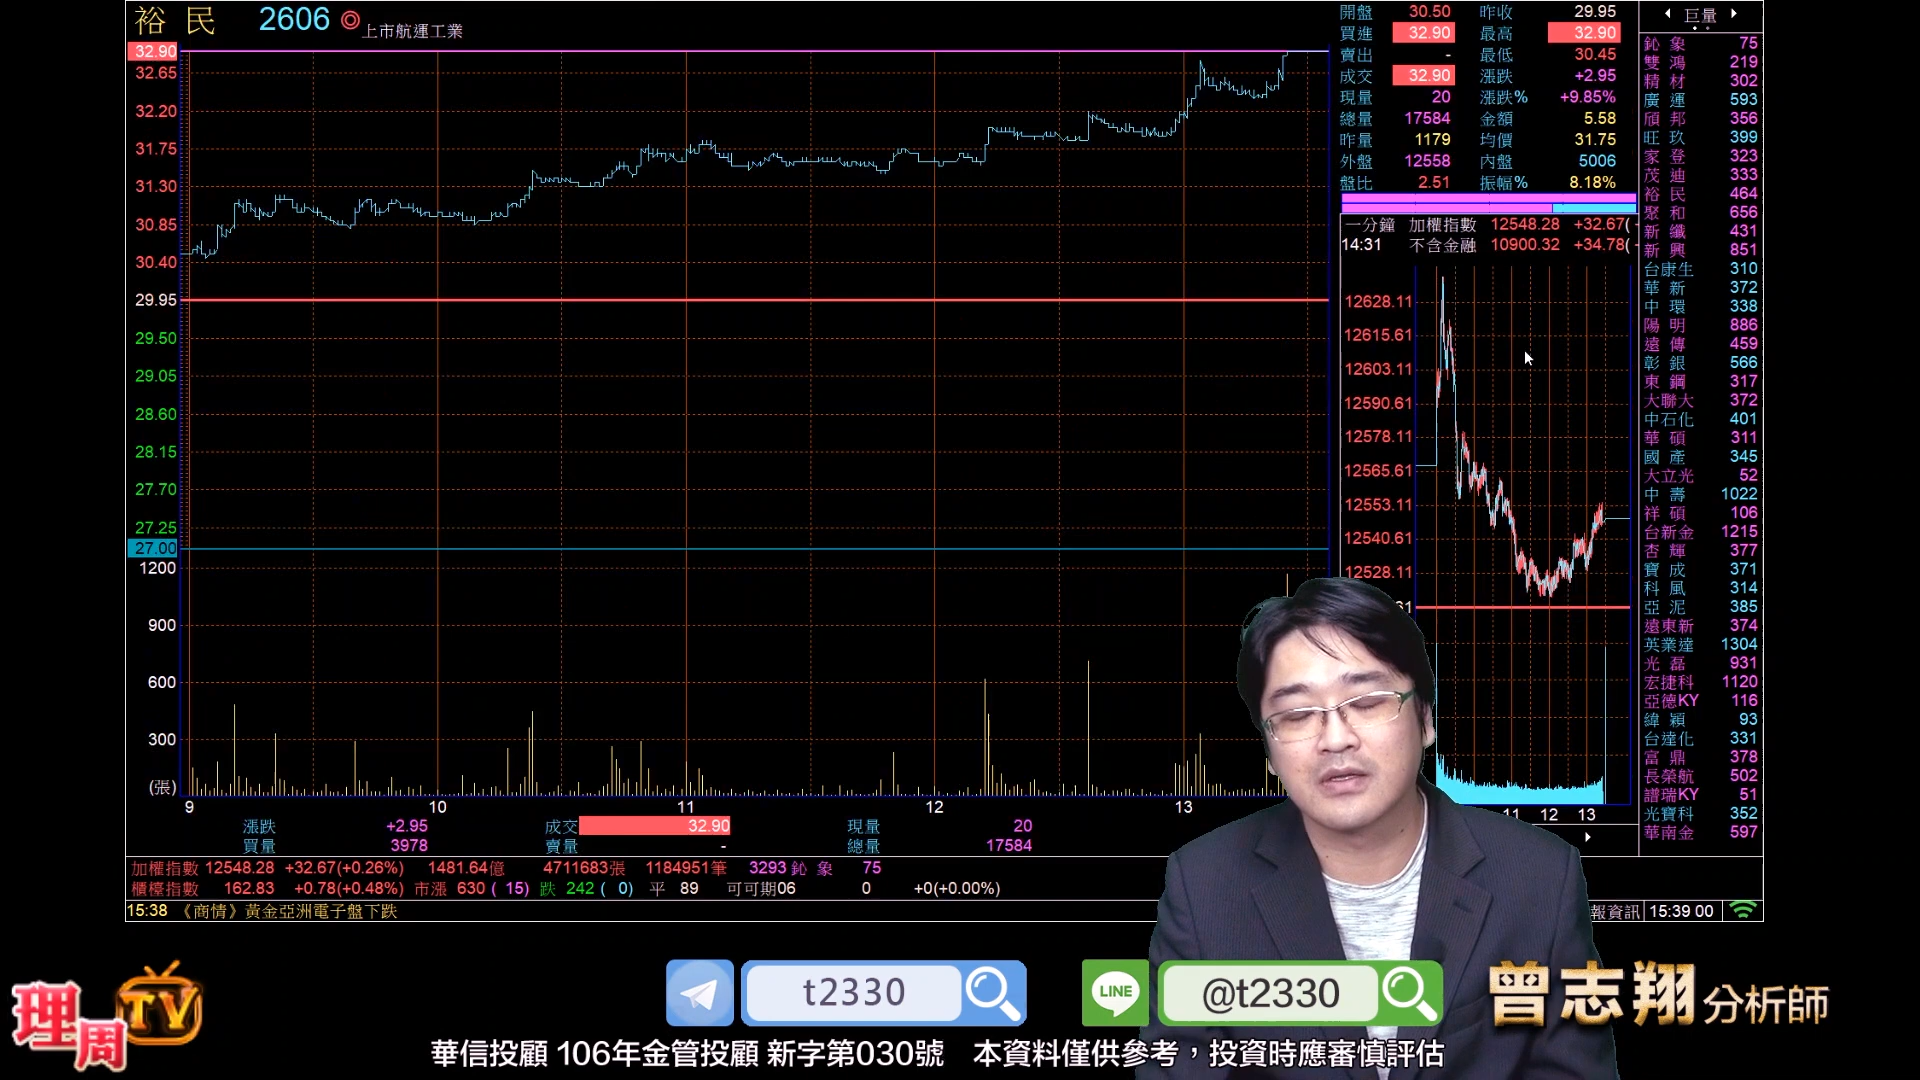 裕民 2606 ◎ 上市航運工業
32.90
32.65
32.20
31.75
31.30
30.85
30.40
29.95
29.50
29.05
28.60
28.15
27.70
27.25
27.00
1200
900
600
300
(張)
9 10 11 12 13
開盤 30.50 昨收 29.95
買進 32.90 最高 32.90
賣出 - 最低 30.45
成交 32.90 漲跌 +2.95
現量 20 漲跌% +9.85%
總量 17584 金額 5.58
昨量 1179 均價 31.75
外盤 12558 內盤 5006
盤比 2.51 振幅% 8.18%
一分鐘 加權指數 12548.28 +32.67(
14:31 不含金融 10900.32 +34.78(
12628.11
12615.61
12603.11
12590.61
12578.11
12565.61
12553.11
12540.61
12528.11
11 12 13
巨量
鈊象 75
雙鴻 219
精材 302
廣運 593
頎邦 356
旺玖 399
家登 323
茂迪 333
裕民 464
聚和 656
新纖 431
新興 851
台康生 310
華新 372
中環 338
陽明 886
遠傳 459
彰銀 566
東鋼 317
大聯大 372
中石化 401
華碩 311
國產 345
大立光 52
中壽 1022
祥碩 106
台新金 1215
杏輝 377
寶成 371
科風 314
亞泥 385
遠東新 374
英業達 1304
光磊 931
宏捷科 1120
亞德KY 116
緯穎 93
台達化 331
富鼎 378
長榮航 502
譜瑞KY 51
光寶科 352
華南金 597
漲跌 +2.95 成交 32.90 現量 20
買量 3978 賣量 - 總量 17584
加權指數 12548.28 +32.67(+0.26%) 1481.64億 4711683張 1184951筆 3293 鈊象 75
櫃檯指數 162.83 +0.78(+0.48%) 市漲 630 ( 15) 跌 242 ( 0) 平 89 可可期06 0 +0(+0.00%)
15:38 《商情》黃金亞洲電子盤下跌
報資訊 15:39 00
理周TV
t2330
LINE @t2330
曾志翔分析師
華信投顧 106年金管投顧 新字第030號 本資料僅供參考，投資時應審慎評估